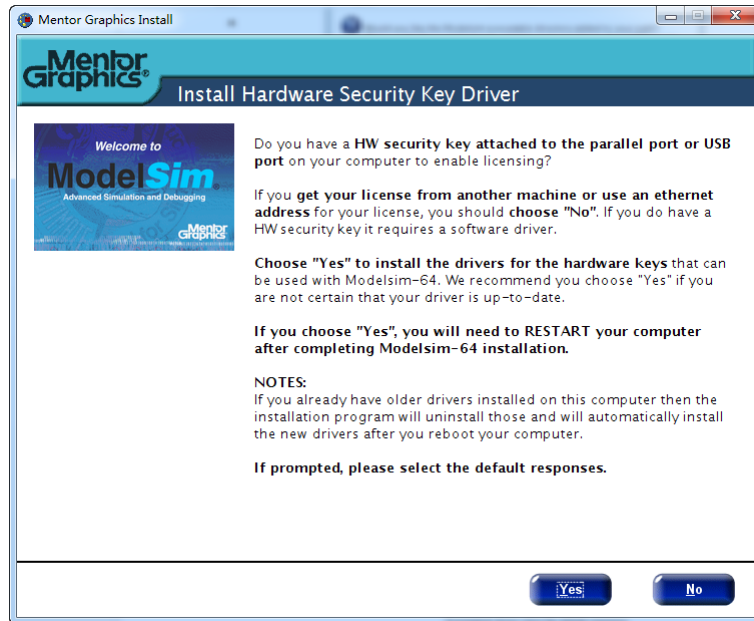 Mentor Graphics Install
Mentor
Graphics®
Install Hardware Security Key Driver
Welcome to
ModelSim
Advanced Simulation and Debugging
Mentor
Graphics
Do you have a HW security key attached to the parallel port or USB
port on your computer to enable licensing?
If you get your license from another machine or use an ethernet
address for your license, you should choose "No". If you do have a
HW security key it requires a software driver.
Choose "Yes" to install the drivers for the hardware keys that can
be used with Modelsim-64. We recommend you choose "Yes" if you
are not certain that your driver is up-to-date.
If you choose "Yes", you will need to RESTART your computer
after completing Modelsim-64 installation.
NOTES:
If you already have older drivers installed on this computer then the
installation program will uninstall those and will automatically install
the new drivers after you reboot your computer.
If prompted, please select the default responses.
Yes
No